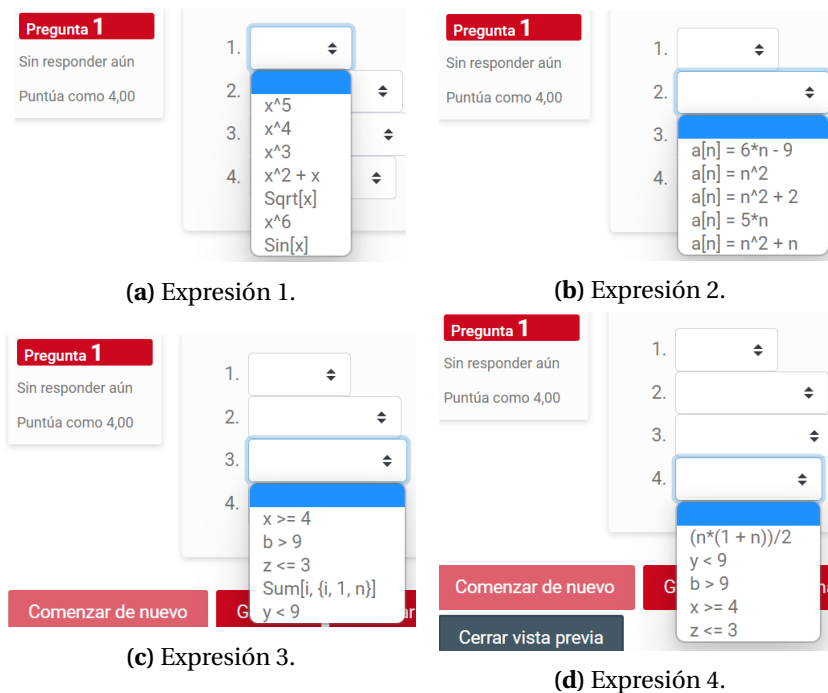 Pregunta 1
Sin responder aún
Puntúa como 4,00
1.
2.
3.
4.
x^5
x^4
x^3
x^2 + x
Sqrt[x]
x^6
Sin[x]
(a) Expresión 1.
Pregunta 1
Sin responder aún
Puntúa como 4,00
1.
2.
3.
4.
a[n] = 6*n - 9
a[n] = n^2
a[n] = n^2 + 2
a[n] = 5*n
a[n] = n^2 + n
(b) Expresión 2.
Pregunta 1
Sin responder aún
Puntúa como 4,00
1.
2.
3.
4.
x >= 4
b > 9
z <= 3
Sum[i, {i, 1, n}]
y < 9
Comenzar de nuevo
G
ar
(c) Expresión 3.
Pregunta 1
Sin responder aún
Puntúa como 4,00
1.
2.
3.
4.
(n*(1 + n))/2
y < 9
b > 9
x >= 4
z <= 3
Comenzar de nuevo
G
Cerrar vista previa
(d) Expresión 4.